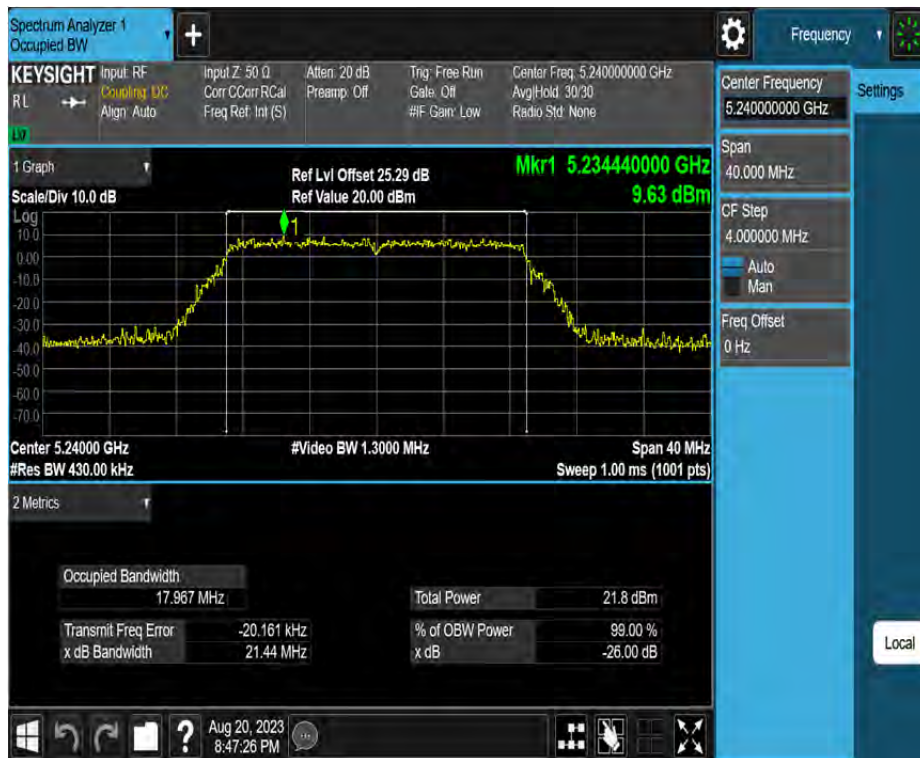 Spectrum Analyzer 1
Occupied BW
+
Frequency
KEYSIGHT
RL
LXI
Input: RF
Coupling: DC
Align: Auto
Input Z: 50 Ω
Corr CCorr RCal
Freq Ref: Int (S)
Atten: 20 dB
Preamp: Off
Trig: Free Run
Gate: Off
#IF Gain: Low
Center Freq: 5.240000000 GHz
Avg|Hold: 30/30
Radio Std: None
Center Frequency
5.240000000 GHz
Settings
Span
40.000 MHz
CF Step
4.000000 MHz
Auto
Man
Freq Offset
0 Hz
Local
1 Graph
Scale/Div 10.0 dB
Ref Lvl Offset 25.29 dB
Ref Value 20.00 dBm
Mkr1 5.234440000 GHz
9.63 dBm
Log
10.0
0.00
-10.0
-20.0
-30.0
-40.0
-50.0
-60.0
-70.0
1
Center 5.24000 GHz
#Res BW 430.00 kHz
#Video BW 1.3000 MHz
Span 40 MHz
Sweep 1.00 ms (1001 pts)
2 Metrics
Occupied Bandwidth
17.967 MHz
Transmit Freq Error -20.161 kHz
x dB Bandwidth 21.44 MHz
Total Power 21.8 dBm
% of OBW Power 99.00 %
x dB -26.00 dB
?
Aug 20, 2023
8:47:26 PM